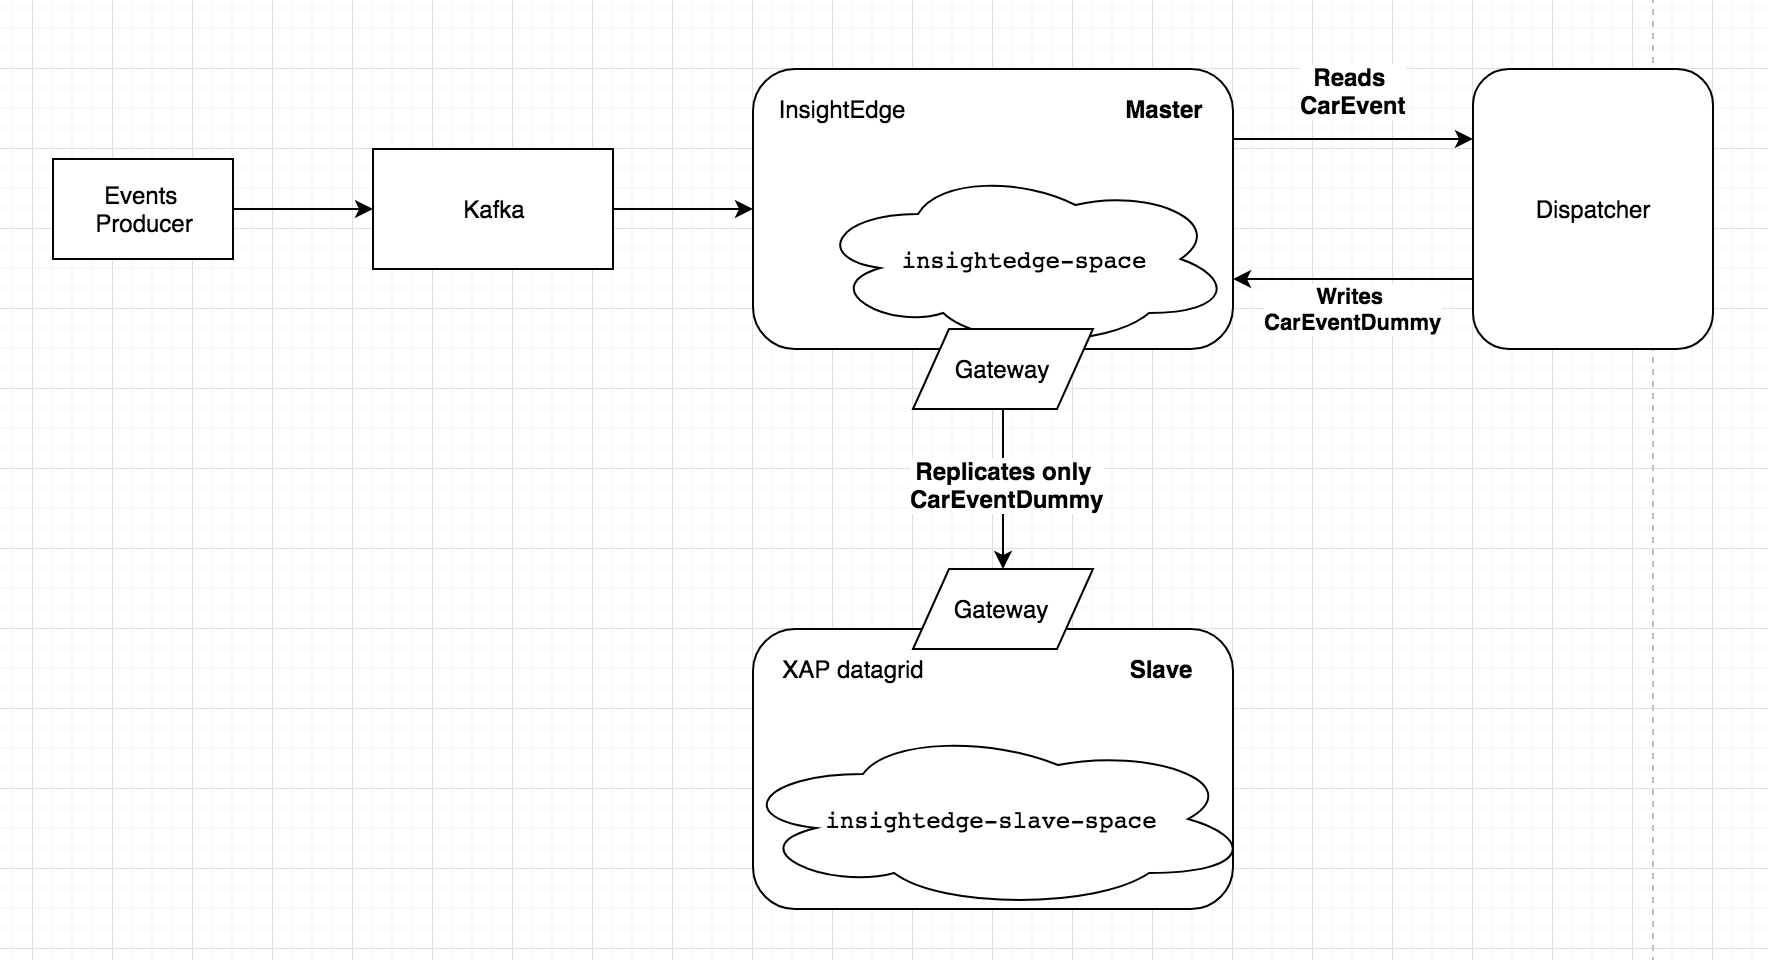 Events
Producer
Kafka
InsightEdge
Master
insightedge-space
Gateway
Reads
CarEvent
Dispatcher
Writes
CarEventDummy
Replicates only
CarEventDummy
Gateway
XAP datagrid
Slave
insightedge-slave-space